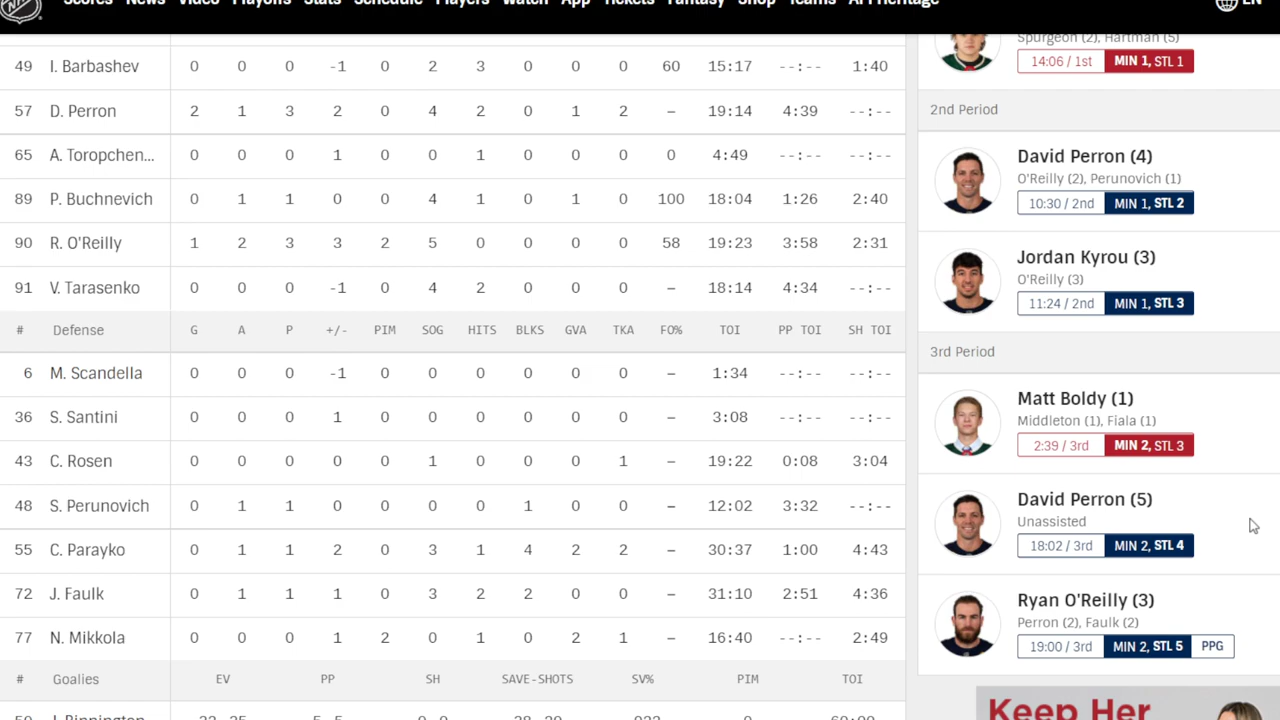 NHL Scores News Video Playoffs Stats Schedule Players Watch App Tickets Fantasy Shop Teams EN
49 I. Barbashev 0 0 0 -1 0 2 3 0 0 0 60 15:17 --:-- 1:40
57 D. Perron 2 1 3 2 0 4 2 0 1 2 – 19:14 4:39 --:--
65 A. Toropchen... 0 0 0 1 0 0 1 0 0 0 0 4:49 --:-- --:--
89 P. Buchnevich 0 1 1 0 0 4 1 0 1 0 100 18:04 1:26 2:40
90 R. O'Reilly 1 2 3 3 2 5 0 0 0 0 58 19:23 3:58 2:31
91 V. Tarasenko 0 0 0 -1 0 4 2 0 0 0 – 18:14 4:34 --:--
# Defense G A P +/- PIM SOG HITS BLKS GVA TKA FO% TOI PP TOI SH TOI
6 M. Scandella 0 0 0 -1 0 0 0 0 0 0 – 1:34 --:-- --:--
36 S. Santini 0 0 0 1 0 0 0 0 0 0 – 3:08 --:-- --:--
43 C. Rosen 0 0 0 0 0 1 0 0 0 1 – 19:22 0:08 3:04
48 S. Perunovich 0 1 1 0 0 0 0 1 0 0 – 12:02 3:32 --:--
55 C. Parayko 0 1 1 2 0 3 1 4 2 2 – 30:37 1:00 4:43
72 J. Faulk 0 1 1 1 0 3 2 2 0 0 – 31:10 2:51 4:36
77 N. Mikkola 0 0 0 1 2 0 1 0 2 1 – 16:40 --:-- 2:49
# Goalies EV PP SH SAVE-SHOTS SV% PIM TOI
Spurgeon (2), Hartman (5)
14:06 / 1st MIN 1, STL 1
2nd Period
David Perron (4)
O'Reilly (2), Perunovich (1)
10:30 / 2nd MIN 1, STL 2
Jordan Kyrou (3)
O'Reilly (3)
11:24 / 2nd MIN 1, STL 3
3rd Period
Matt Boldy (1)
Middleton (1), Fiala (1)
2:39 / 3rd MIN 2, STL 3
David Perron (5)
Unassisted
18:02 / 3rd MIN 2, STL 4
Ryan O'Reilly (3)
Perron (2), Faulk (2)
19:00 / 3rd MIN 2, STL 5 PPG
Keep Her